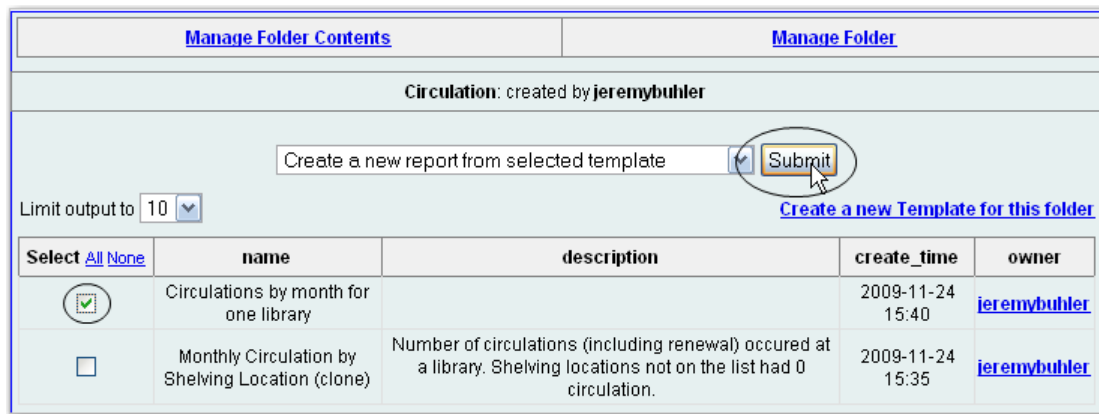 Manage Folder Contents
Manage Folder
Circulation: created by jeremybuhler
Create a new report from selected template
Submit
Limit output to 10
Create a new Template for this folder
Select All None
name
description
create_time
owner
Circulations by month for
one library
2009-11-24
15:40
jeremybuhler
Monthly Circulation by
Shelving Location (clone)
Number of circulations (including renewal) occured at
a library. Shelving locations not on the list had 0
circulation.
2009-11-24
15:35
jeremybuhler